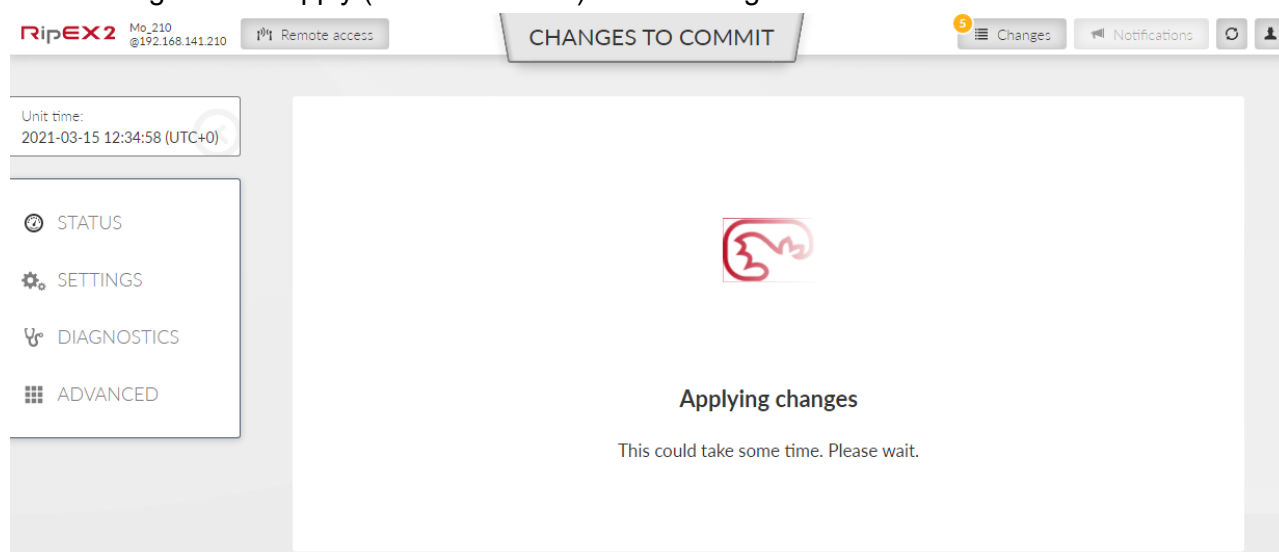 RipEX2
Mo_210
@192.168.141.210
Remote access
CHANGES TO COMMIT
5
Changes
Notifications
Unit time:
2021-03-15 12:34:58 (UTC+0)
STATUS
SETTINGS
DIAGNOSTICS
ADVANCED
Applying changes
This could take some time. Please wait.